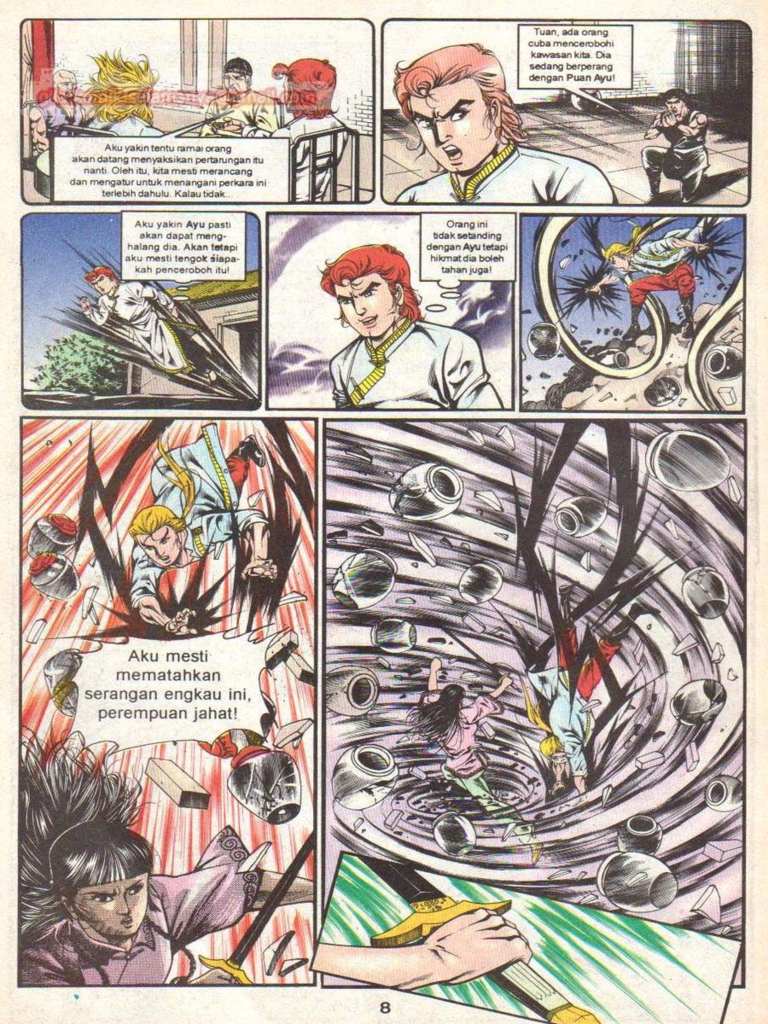 Aku yakin tentu ramai orang
akan datang menyaksikan pertarungan itu
nanti. Oleh itu, kita mesti merancang
dan mengatur untuk menangani perkara ini
terlebih dahulu. Kalau tidak..
Tuan, ada orang
cuba mencerobohi
kawasan kita. Dia
sedang berperang
dengan Puan Ayu!
Aku yakin Ayu pasti
akan dapat meng-
halang dia. Akan tetapi
aku mesti tengok siapa-
kah penceroboh itu!
Orang ini
tidak setanding
dengan Ayu tetapi
hikmat dia boleh
tahan juga!
Aku mesti
mematahkan
serangan engkau ini,
perempuan jahat!
8